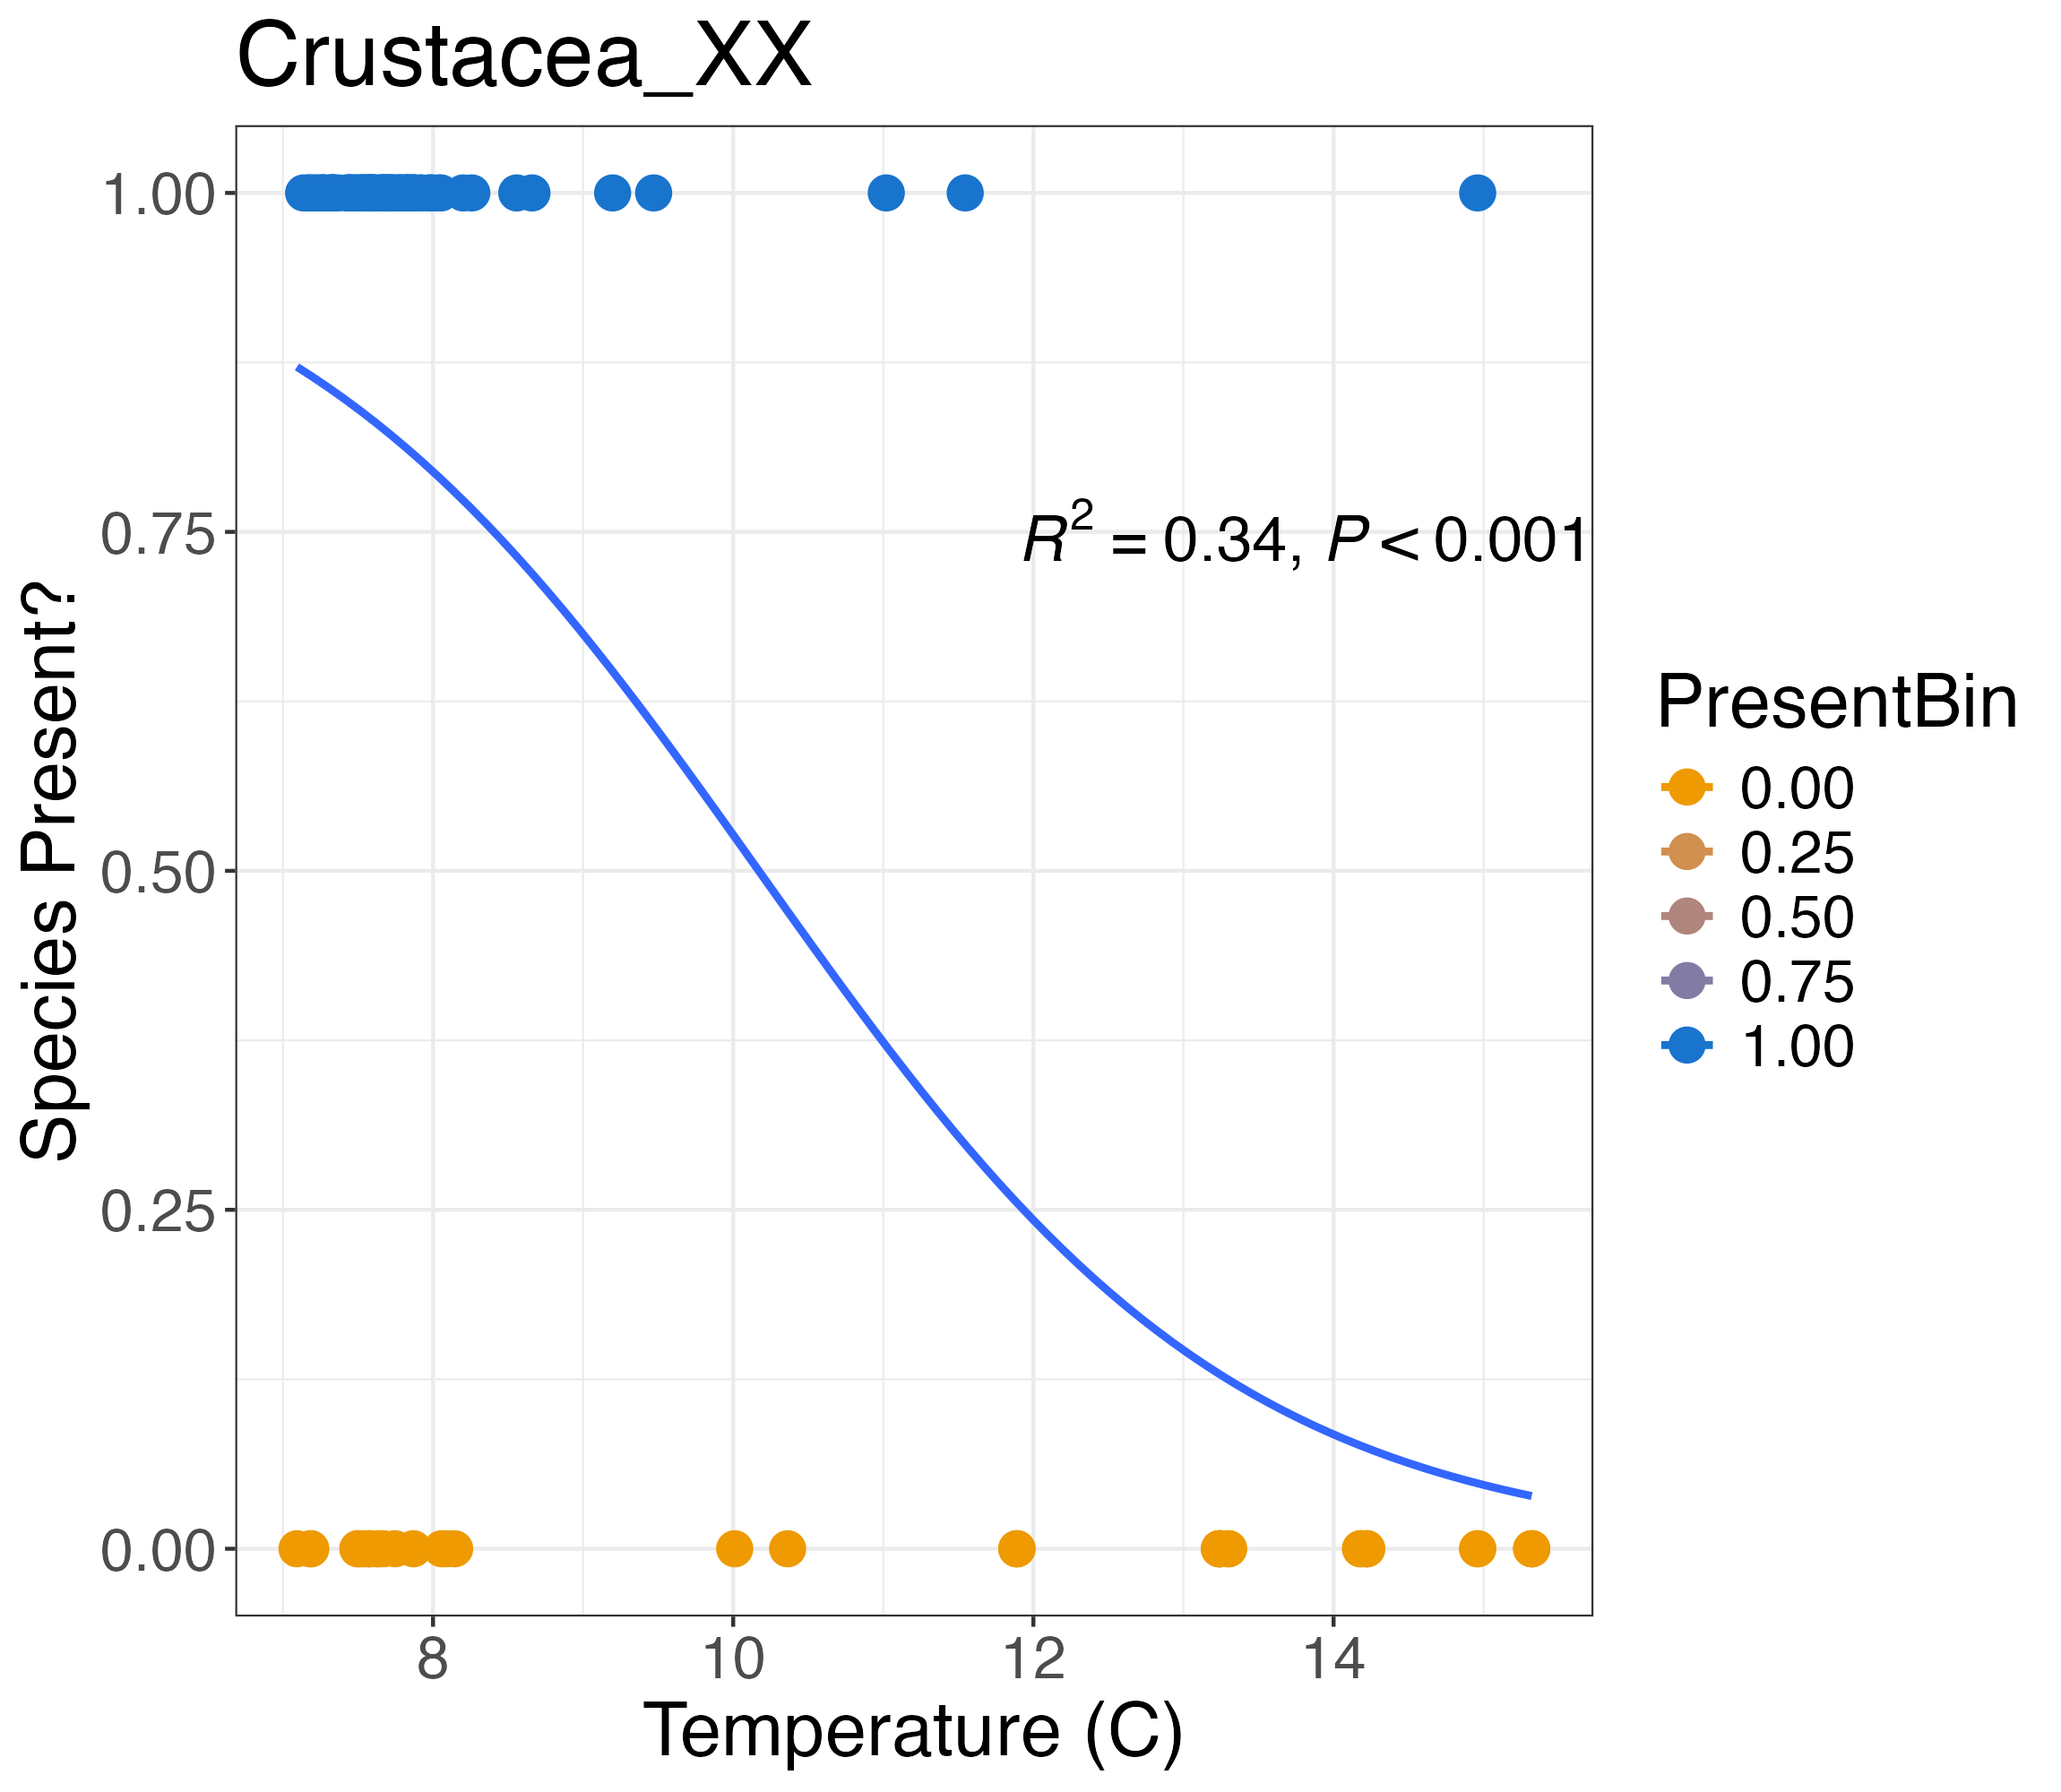 Crustacea_XX
1.00
0.75
0.50
0.25
0.00
Species Present?
R² = 0.34, P < 0.001
8 10 12 14
Temperature (C)
PresentBin
0.00
0.25
0.50
0.75
1.00